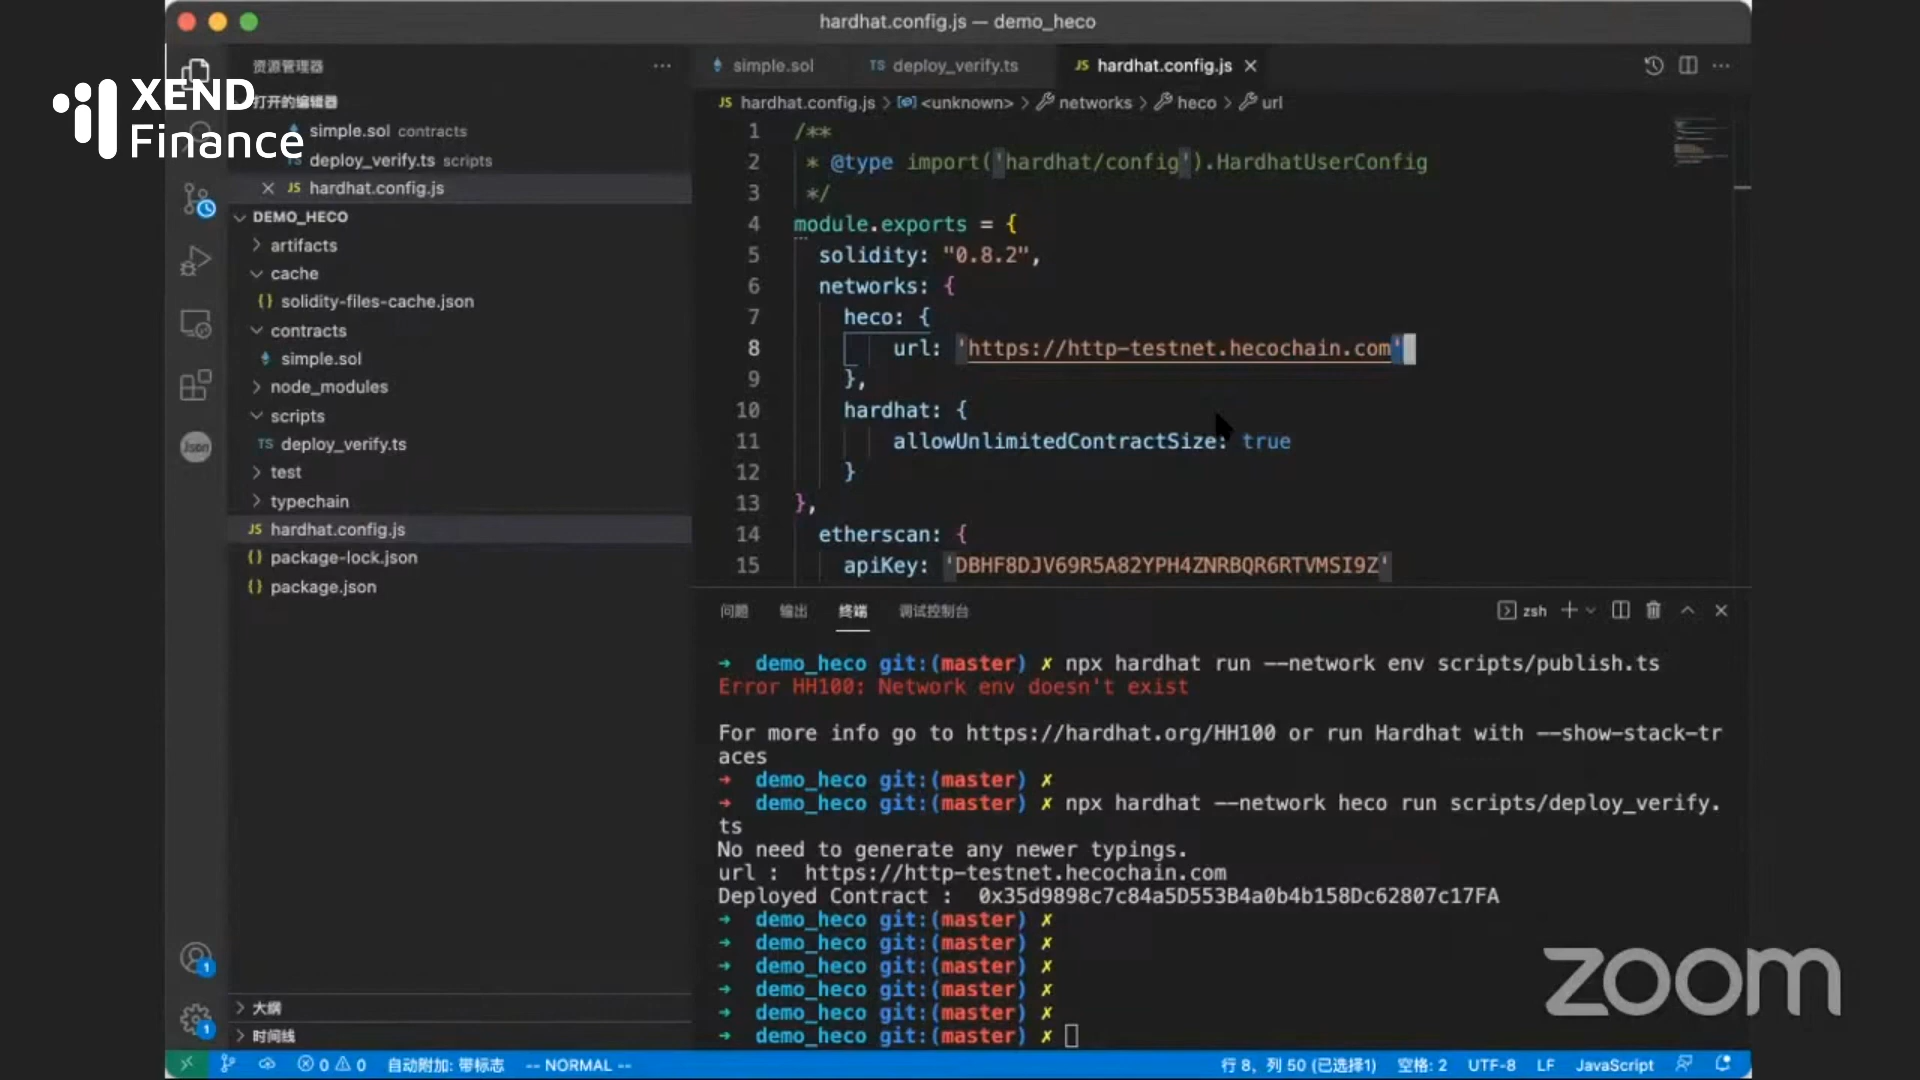 hardhat.config.js — demo_heco
XEND
Finance
资源管理器
打开的编辑器
simple.sol contracts
TS deploy_verify.ts scripts
JS hardhat.config.js
DEMO_HECO
artifacts
cache
{} solidity-files-cache.json
contracts
simple.sol
node_modules
scripts
TS deploy_verify.ts
test
typechain
JS hardhat.config.js
{} package-lock.json
{} package.json
大纲
时间线
Json
1
1
simple.sol
TS deploy_verify.ts
JS hardhat.config.js
JS hardhat.config.js > <unknown> > networks > heco > url
1 /**
2 * @type import('hardhat/config').HardhatUserConfig
3 */
4 module.exports = {
5 solidity: "0.8.2",
6 networks: {
7 heco: {
8 url: 'https://http-testnet.hecochain.com'
9 },
10 hardhat: {
11 allowUnlimitedContractSize: true
12 }
13 },
14 etherscan: {
15 apiKey: 'DBHF8DJV69R5A82YPH4ZNRBQR6RTVMSI9Z'
问题 输出 终端 调试控制台
zsh
→ demo_heco git:(master) ✗ npx hardhat run --network env scripts/publish.ts
Error HH100: Network env doesn't exist
For more info go to https://hardhat.org/HH100 or run Hardhat with --show-stack-tr
aces
→ demo_heco git:(master) ✗
→ demo_heco git:(master) ✗ npx hardhat --network heco run scripts/deploy_verify.
ts
No need to generate any newer typings.
url : https://http-testnet.hecochain.com
Deployed Contract : 0x35d9898c7c84a5D553B4a0b4b158Dc62807c17FA
→ demo_heco git:(master) ✗
→ demo_heco git:(master) ✗
→ demo_heco git:(master) ✗
→ demo_heco git:(master) ✗
→ demo_heco git:(master) ✗
→ demo_heco git:(master) ✗
zoom
0 0 自动附加: 带标志 -- NORMAL -- 行 8, 列 50 (已选择1) 空格: 2 UTF-8 LF JavaScript